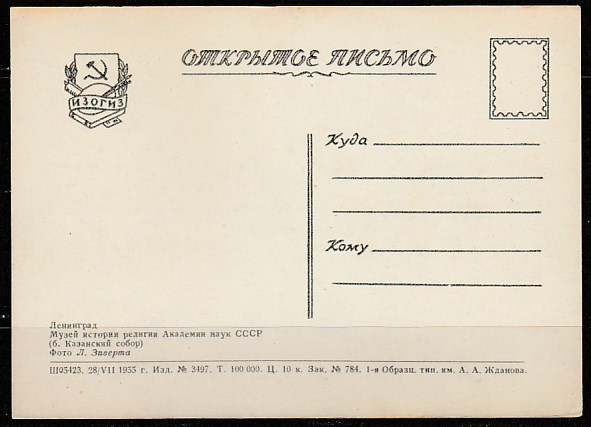 ОТКРЫТОЕ ПИСЬМО
ИЗОГИЗ
Куда
Кому
Ленинград
Музей истории религии Академии наук СССР
(б. Казанский собор)
Фото Л. Зиверта
Ш05423. 28/VII 1955 г. Изд. № 3497. Т. 100 000. Ц. 10 к. Зак. № 784. 1-я Образц. тип. им. А. А. Жданова.